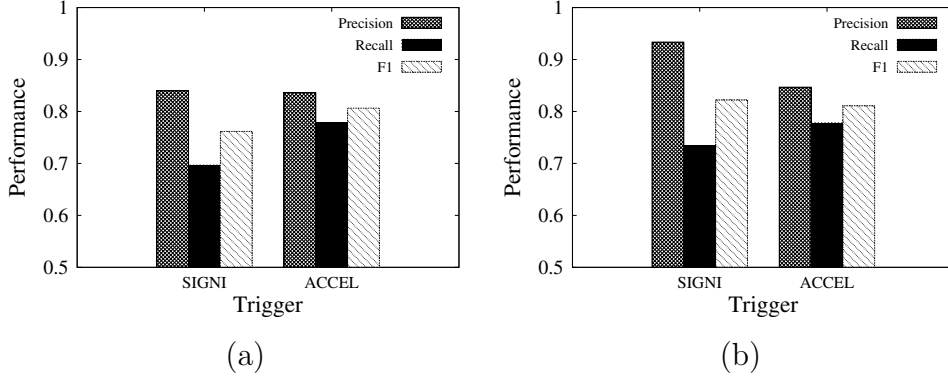 1
0.9
0.8
0.7
0.6
0.5
Performance
Precision
Recall
F1
SIGNI
ACCEL
Trigger
(a)
1
0.9
0.8
0.7
0.6
0.5
Performance
Precision
Recall
F1
SIGNI
ACCEL
Trigger
(b)